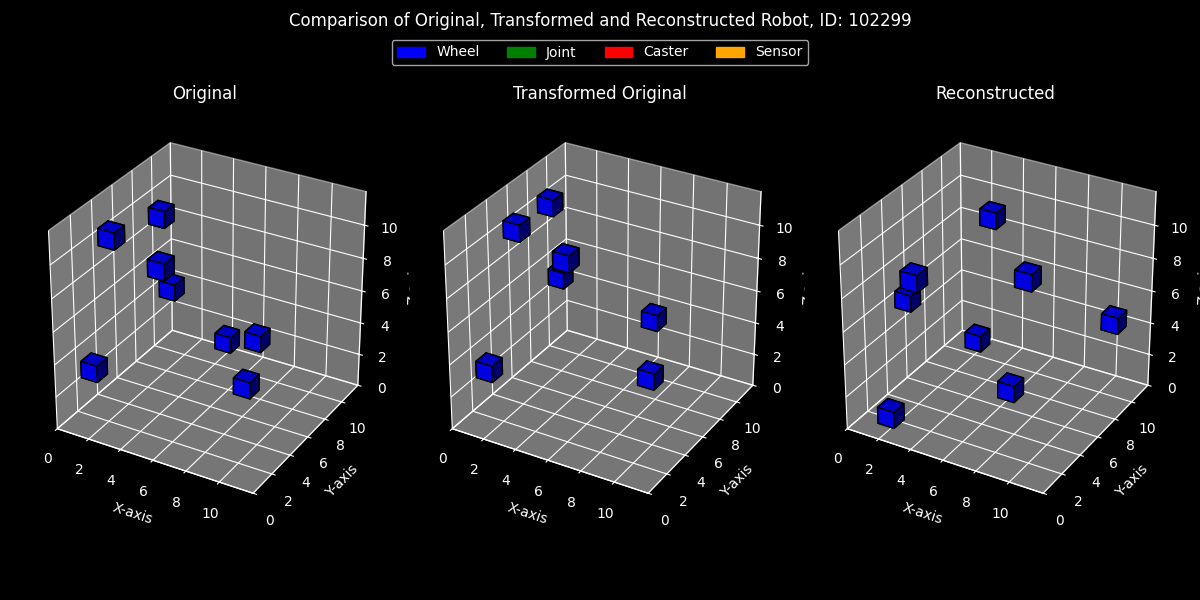 Comparison of Original, Transformed and Reconstructed Robot, ID: 102299
Wheel Joint Caster Sensor
Original Transformed Original Reconstructed
10 10 10
8 8 8
6 6 6
4 4 4
2 2 2
0 0 0
0 2 4 6 8 10 0 2 4 6 8 10 0 2 4 6 8 10
0 2 4 6 8 10 0 2 4 6 8 10 0 2 4 6 8 10
X-axis Y-axis X-axis Y-axis X-axis Y-axis